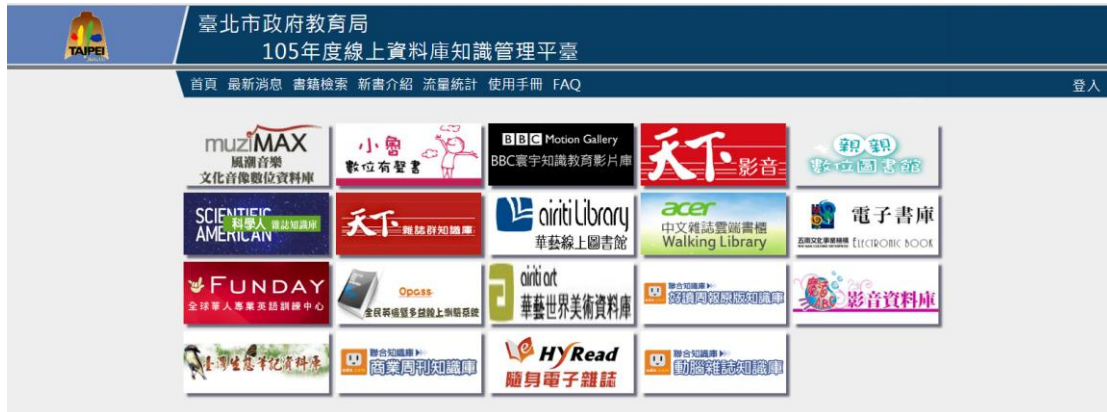 TAIPEI
臺北市政府教育局
105年度線上資料庫知識管理平臺
首頁 最新消息 書籍檢索 新書介紹 流量統計 使用手冊 FAQ
登入
muziMAX
風潮音樂
文化音像數位資料庫
小魯
數位有聲書
BBC Motion Gallery
BBC寰宇知識教育影片庫
天下影音
親親
數位圖書館
SCIENTIFIC
AMERICAN
科學人 雜誌知識庫
天下 雜誌群知識庫
airiti Library
華藝線上圖書館
acer
中文雜誌雲端書櫃
Walking Library
電子書庫
五南文化事業機構 ELECTRONIC BOOK
FUNDAY
全球華人專業英語訓練中心
Opass
全民英檢暨多益線上測驗系統
airiti art
華藝世界美術資料庫
聯合知識庫
好讀周報原版知識庫
ABC
影音資料庫
臺灣生態筆記資料庫
聯合知識庫
商業周刊知識庫
HyRead
隨身電子雜誌
聯合知識庫
動腦雜誌知識庫